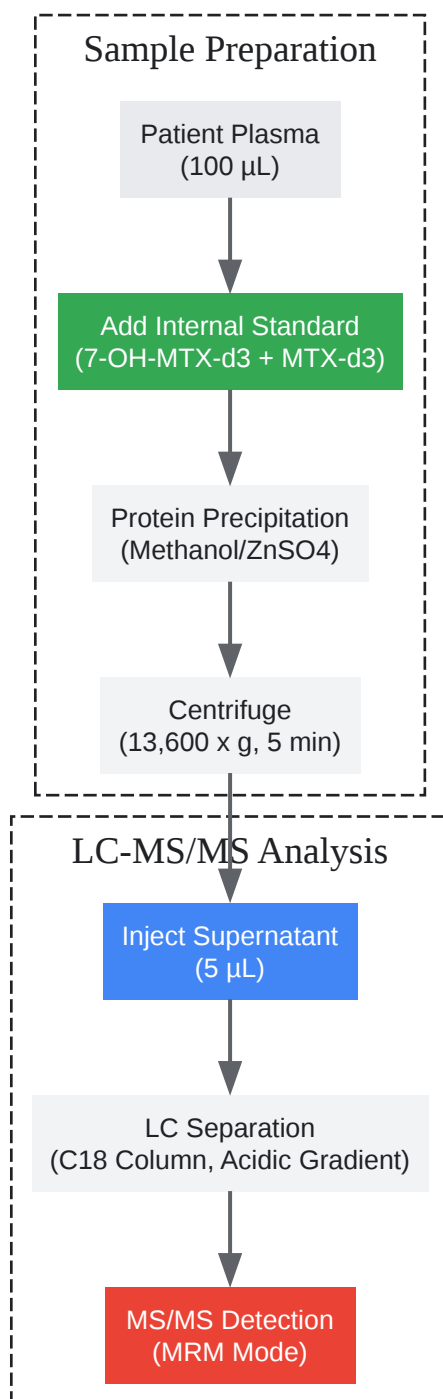 Sample Preparation
Patient Plasma
(100 µL)
Add Internal Standard
(7-OH-MTX-d3 + MTX-d3)
Protein Precipitation
(Methanol/ZnSO4)
Centrifuge
(13,600 x g, 5 min)
LC-MS/MS Analysis
Inject Supernatant
(5 µL)
LC Separation
(C18 Column, Acidic Gradient)
MS/MS Detection
(MRM Mode)